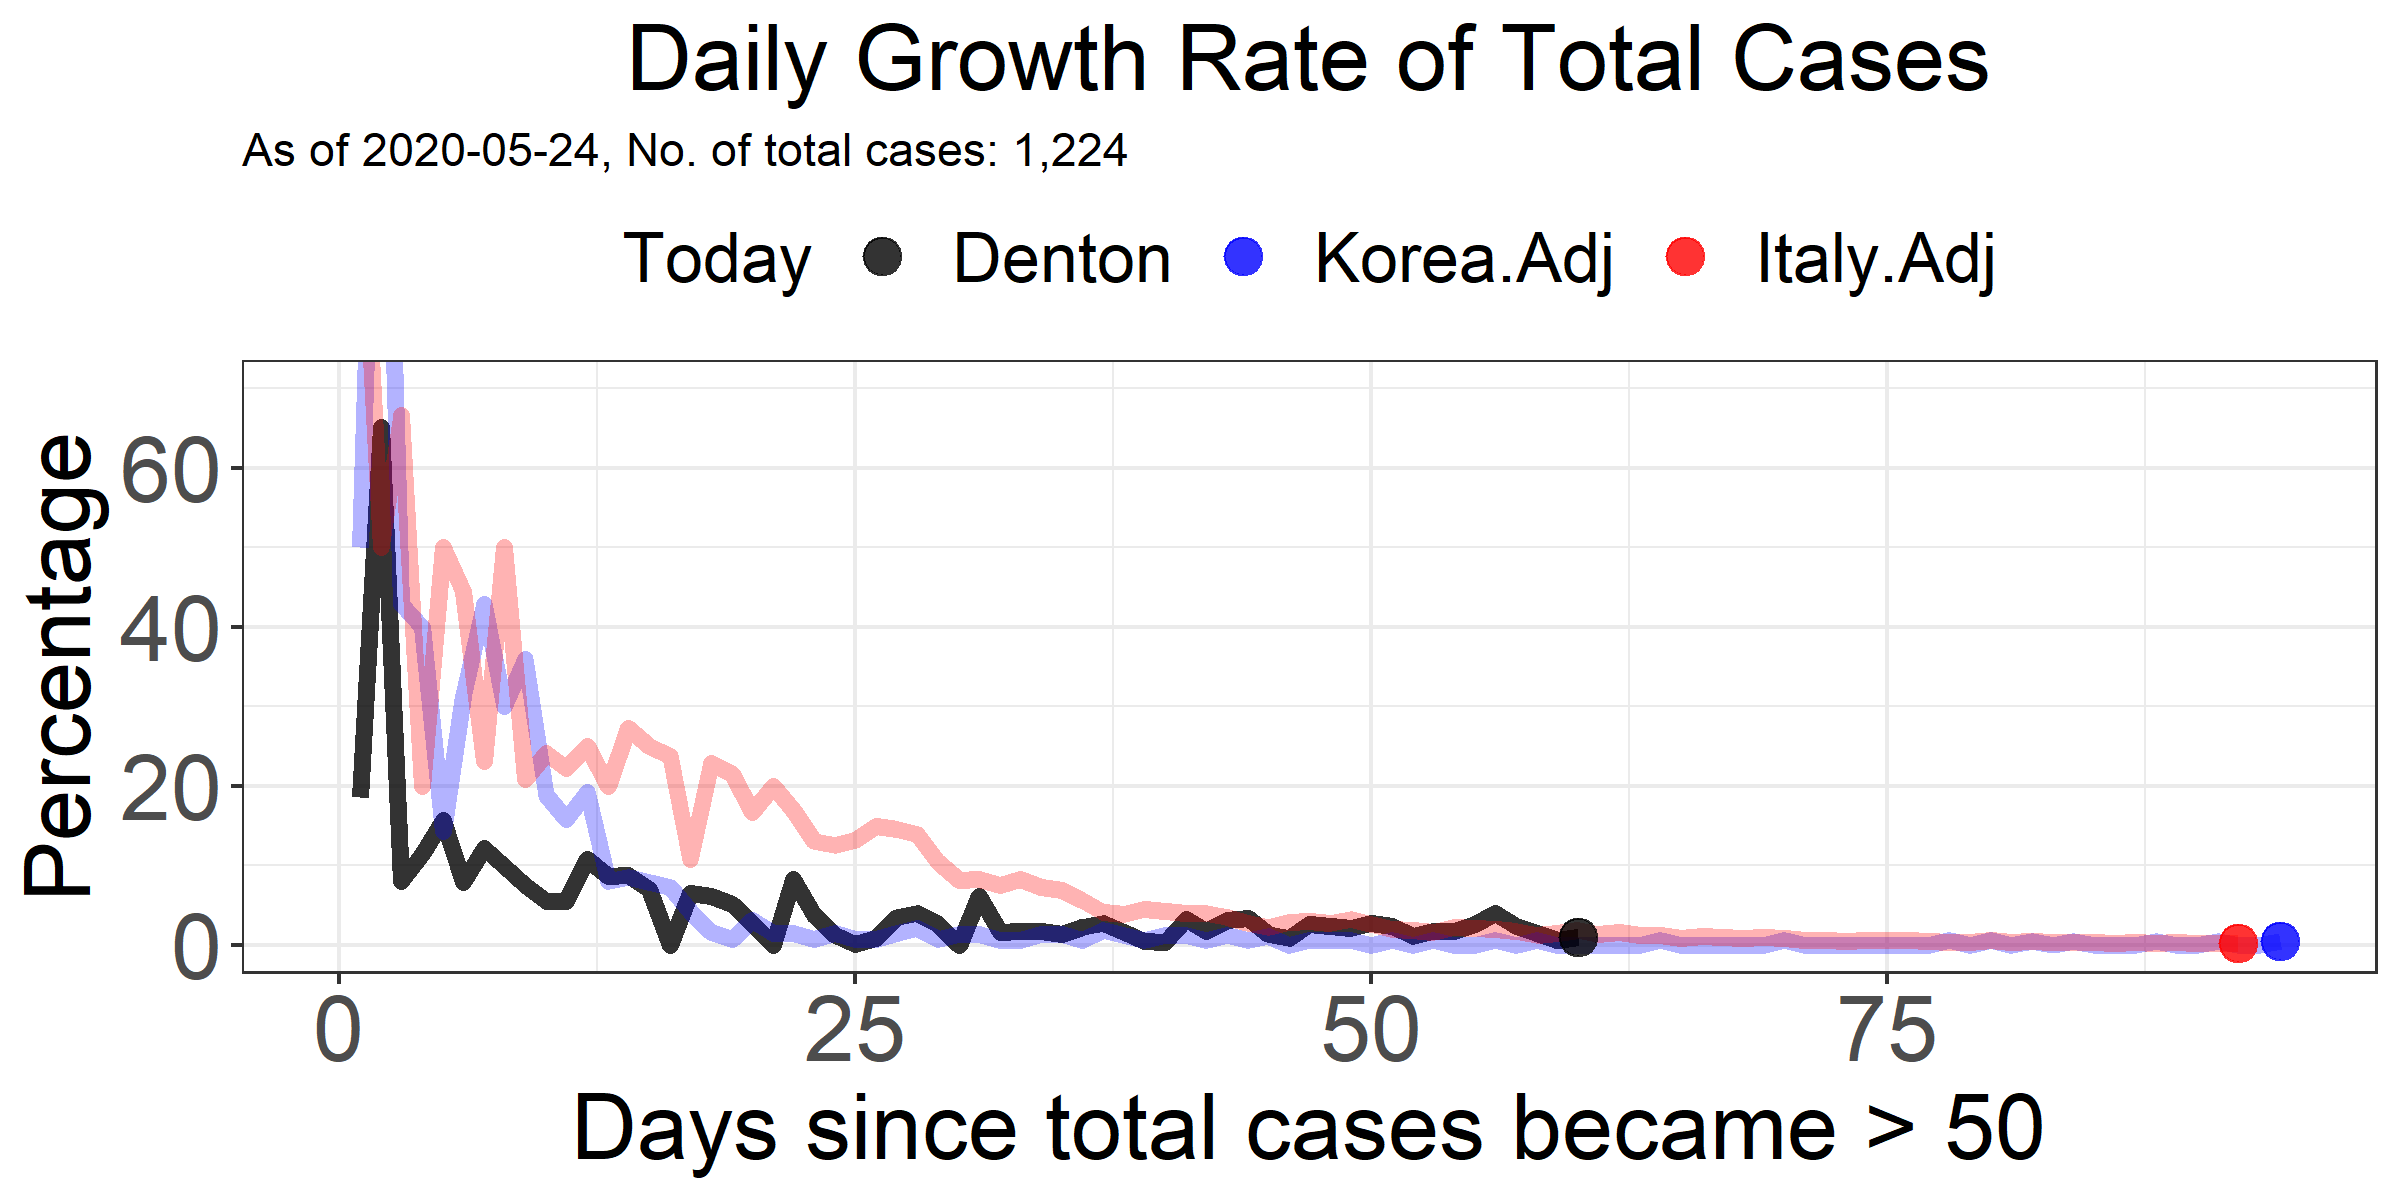 Daily Growth Rate of Total Cases
As of 2020-05-24, No. of total cases: 1,224
Today Denton Korea.Adj Italy.Adj
Percentage
60
40
20
0
0 25 50 75
Days since total cases became > 50